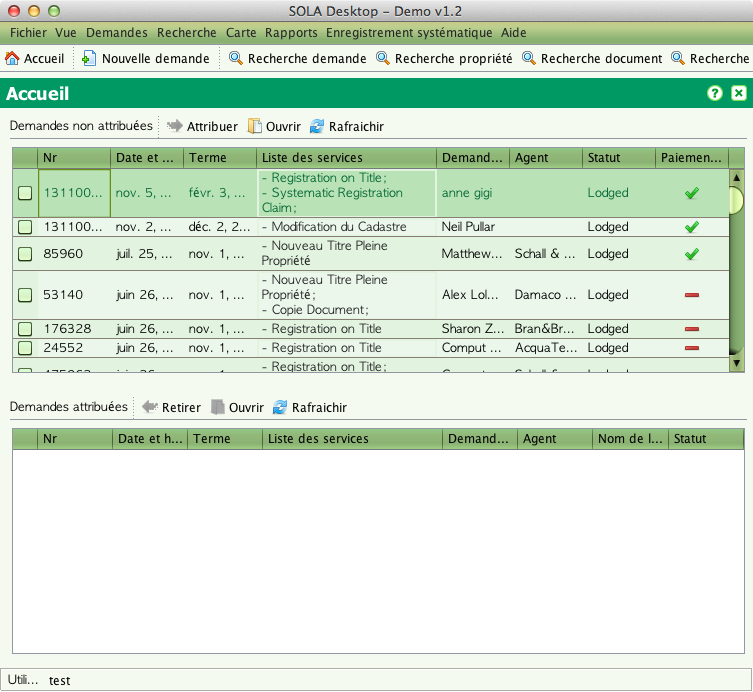 SOLA Desktop – Demo v1.2
Fichier Vue Demandes Recherche Carte Rapports Enregistrement systématique Aide
Accueil Nouvelle demande Recherche demande Recherche propriété Recherche document Recherche
Accueil
Demandes non attribuées Attribuer Ouvrir Rafraichir
Nr Date et ... Terme Liste des services Demand... Agent Statut Paiemen...
- Registration on Title;
131100... nov. 5, ... févr. 3, ... - Systematic Registration anne gigi Lodged
Claim;
131100... nov. 2, ... déc. 2, 2... - Modification du Cadastre Neil Pullar Lodged
- Nouveau Titre Pleine
85960 juil. 25, ... nov. 1, ... Propriété Matthew... Schall & ... Lodged
- Nouveau Titre Pleine
53140 juin 26, ... nov. 1, ... Propriété; Alex Lol... Damaco ... Lodged
- Copie Document;
176328 juin 26, ... nov. 1, ... - Registration on Title Sharon Z... Bran&Br... Lodged
24552 juin 26, ... nov. 1, ... - Registration on Title Comput ... AcquaTe... Lodged
- Registration on Title;
Demandes attribuées Retirer Ouvrir Rafraichir
Nr Date et h... Terme Liste des services Demand... Agent Nom de l... Statut
Utili... test